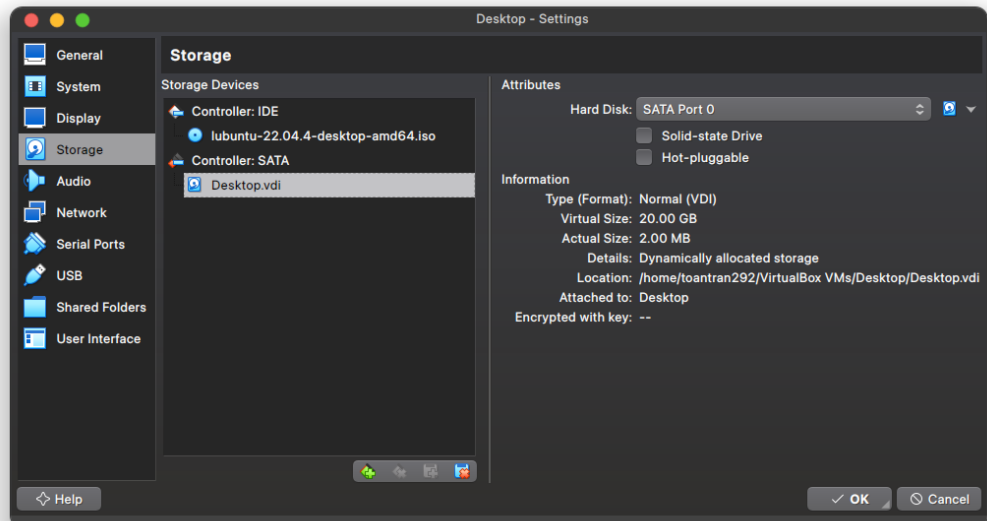 Desktop - Settings
General
System
Display
Storage
Audio
Network
Serial Ports
USB
Shared Folders
User Interface
Storage
Storage Devices
Controller: IDE
lubuntu-22.04.4-desktop-amd64.iso
Controller: SATA
Desktop.vdi
Attributes
Hard Disk: SATA Port 0
Solid-state Drive
Hot-pluggable
Information
Type (Format): Normal (VDI)
Virtual Size: 20.00 GB
Actual Size: 2.00 MB
Details: Dynamically allocated storage
Location: /home/toantran292/VirtualBox VMs/Desktop/Desktop.vdi
Attached to: Desktop
Encrypted with key: --
Help
OK
Cancel